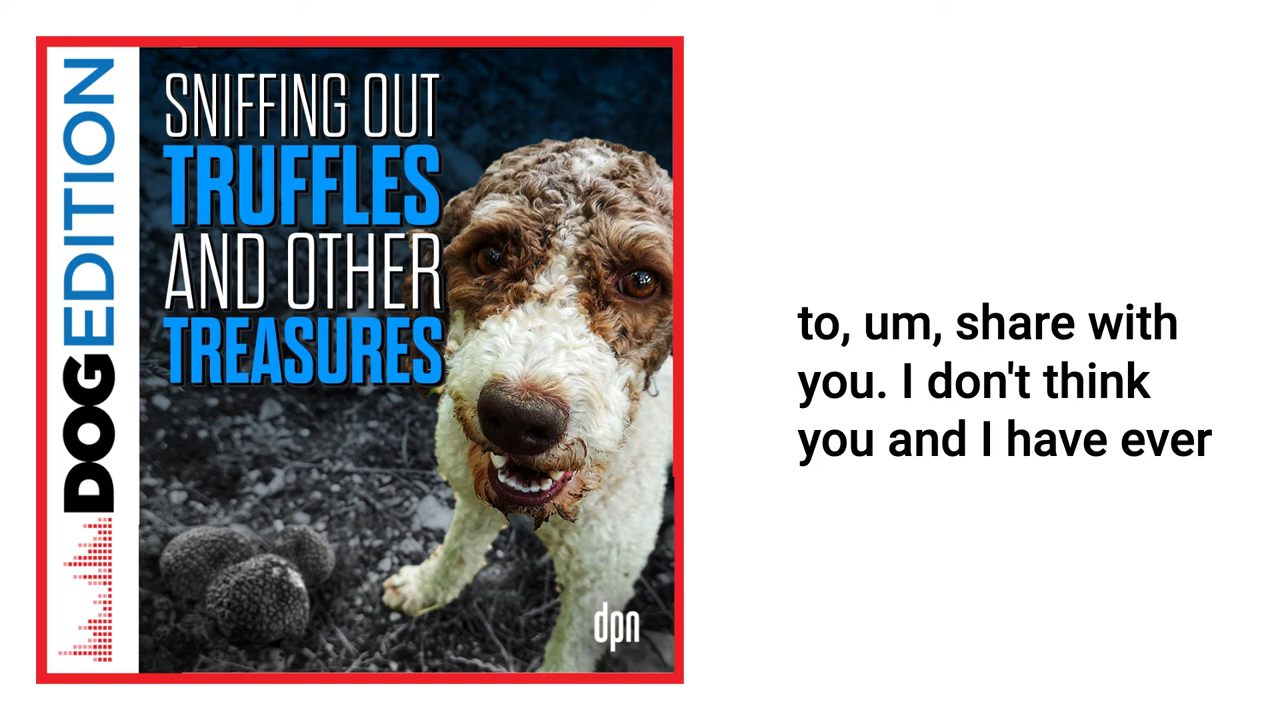 DOGEDITION
SNIFFING OUT
TRUFFLES
AND OTHER
TREASURES
dpn
to, um, share with
you. I don't think
you and I have ever